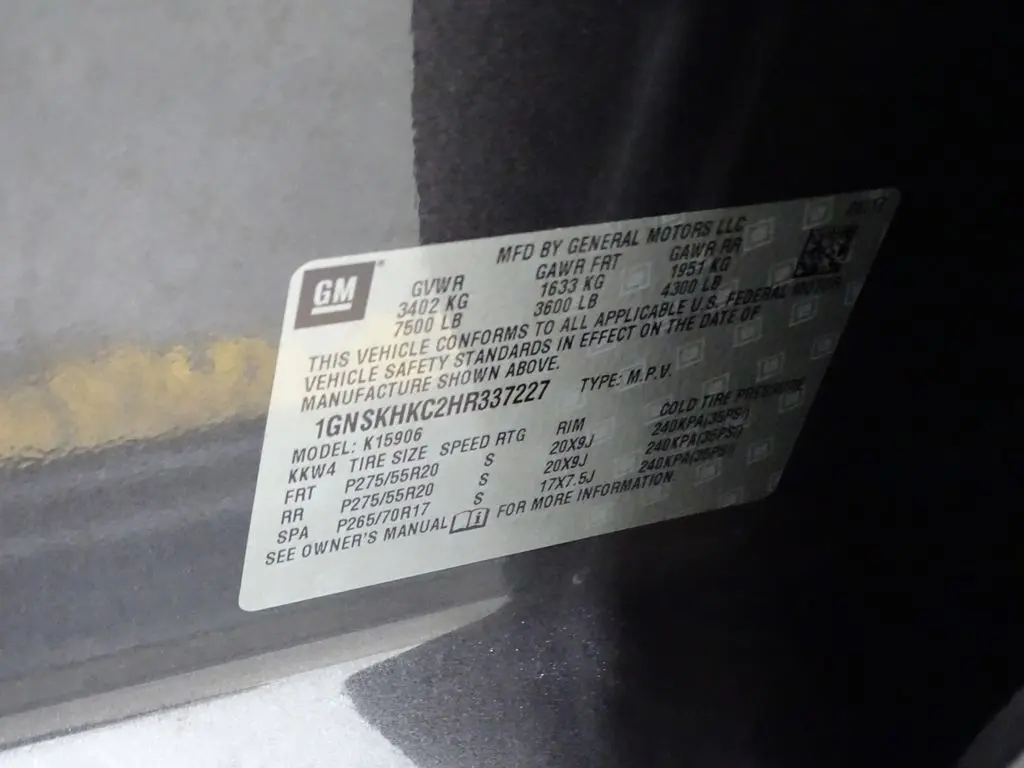 MFD BY GENERAL MOTORS LLC
GM
GVWR GAWR FRT GAWR RR
3402 KG 1633 KG 1951 KG
7500 LB 3600 LB 4300 LB
THIS VEHICLE CONFORMS TO ALL APPLICABLE U.S. FEDERAL MOTOR
VEHICLE SAFETY STANDARDS IN EFFECT ON THE DATE OF
MANUFACTURE SHOWN ABOVE.
1GNSKHKC2HR337227 TYPE: M.P.V.
MODEL: K15906
KKW4 TIRE SIZE SPEED RTG RIM COLD TIRE PRESSURE
FRT P275/55R20 S 20X9J 240KPA(35PSI)
RR P275/55R20 S 20X9J 240KPA(35PSI)
SPA P265/70R17 S 17X7.5J 240KPA(35PSI)
SEE OWNER'S MANUAL FOR MORE INFORMATION.